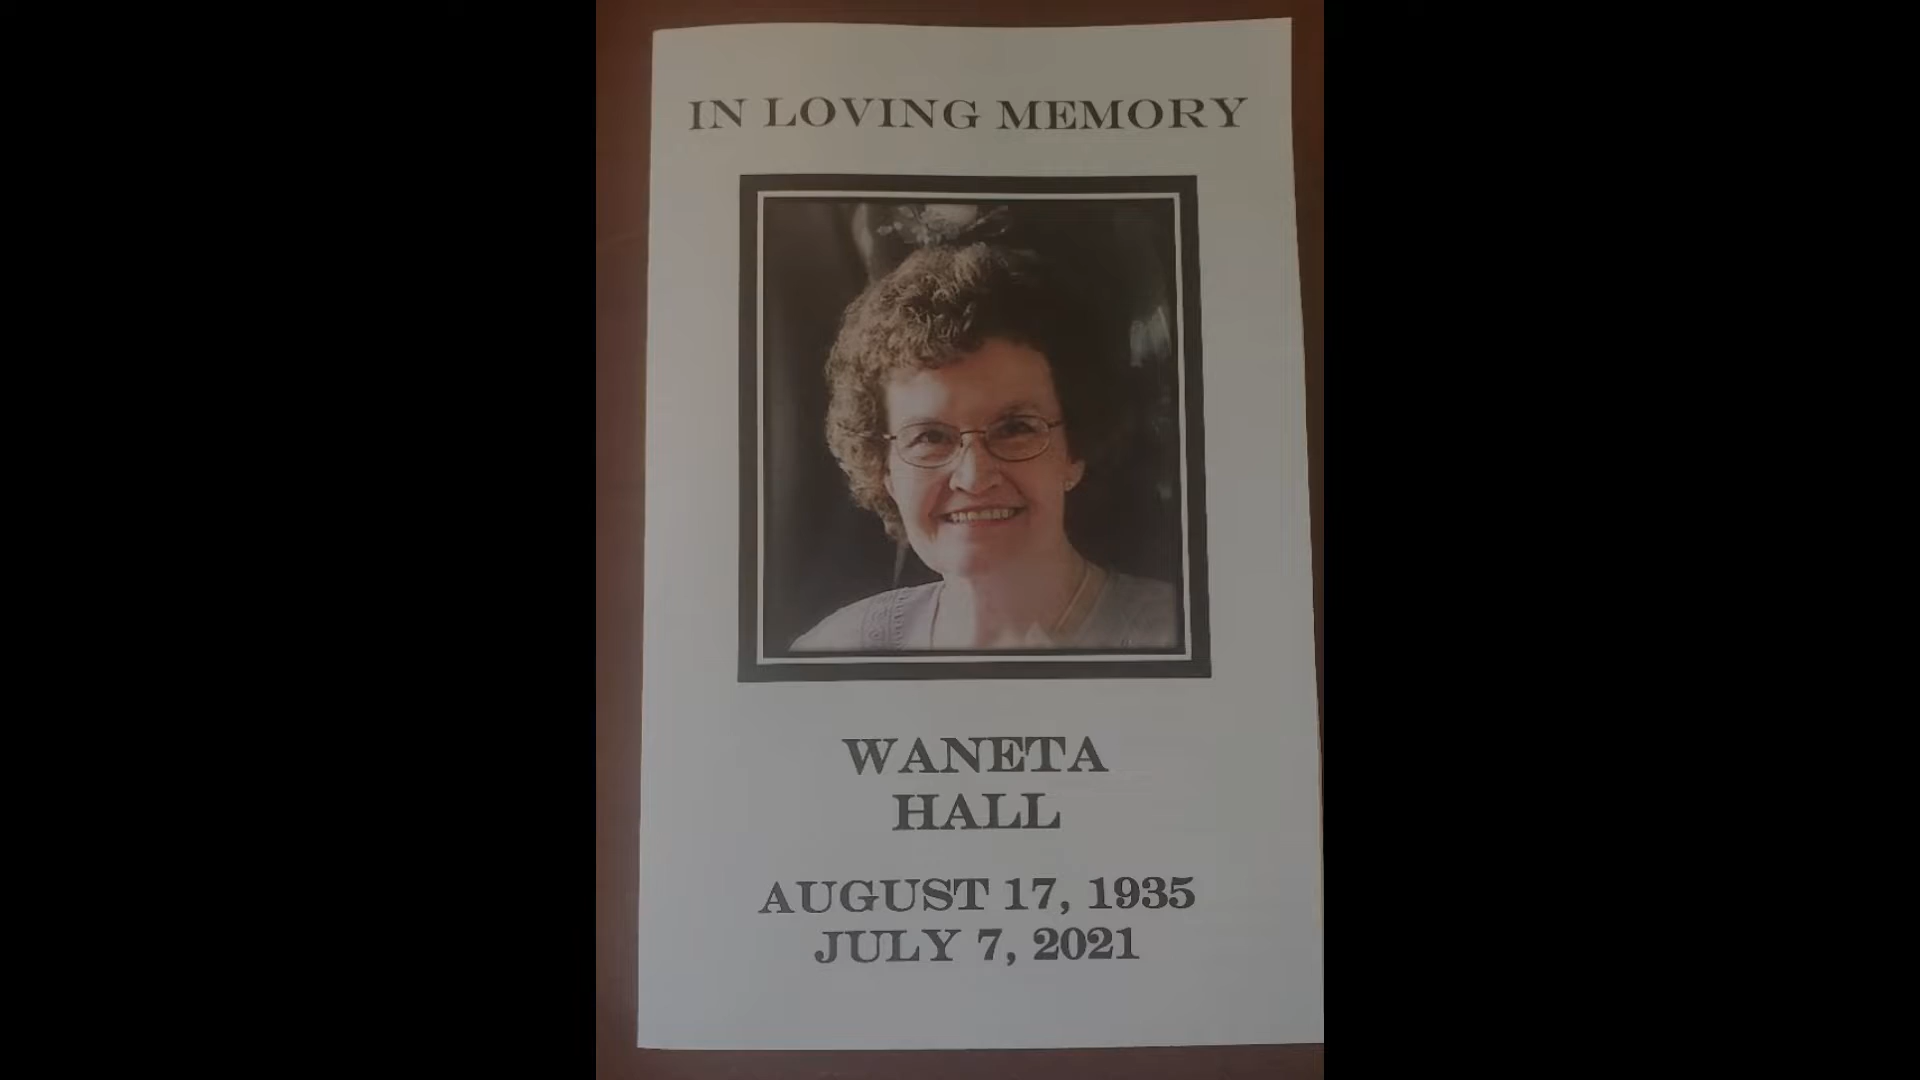 IN LOVING MEMORY
WANETA
HALL
AUGUST 17, 1935
JULY 7, 2021